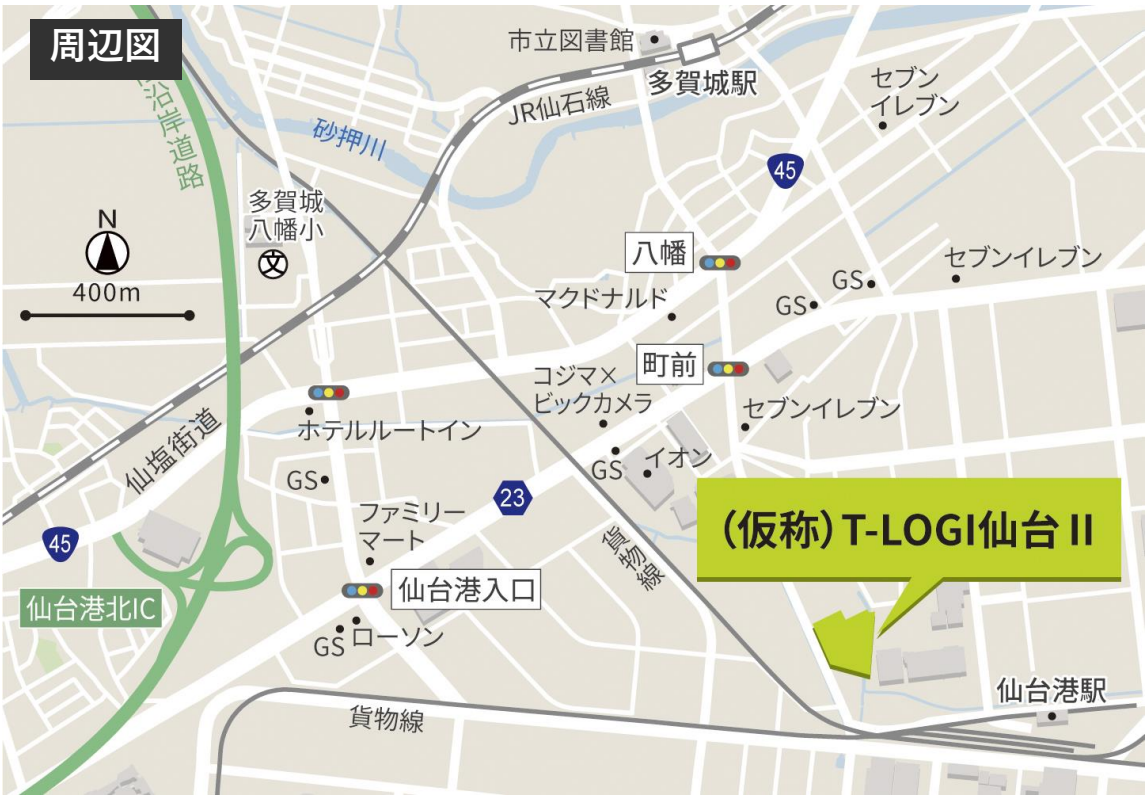 周辺図
市立図書館
多賀城駅
セブン
イレブン
JR仙石線
沿岸道路
砂押川
45
多賀城
八幡小
文
N
400m
八幡
セブンイレブン
GS
GS
マクドナルド
町前
コジマ×
ビックカメラ
セブンイレブン
ホテルルートイン
仙塩街道
GS
イオン
GS
23
ファミリー
マート
(仮称)T-LOGI仙台Ⅱ
45
貨物線
仙台港入口
仙台港北IC
GS
ローソン
仙台港駅
貨物線